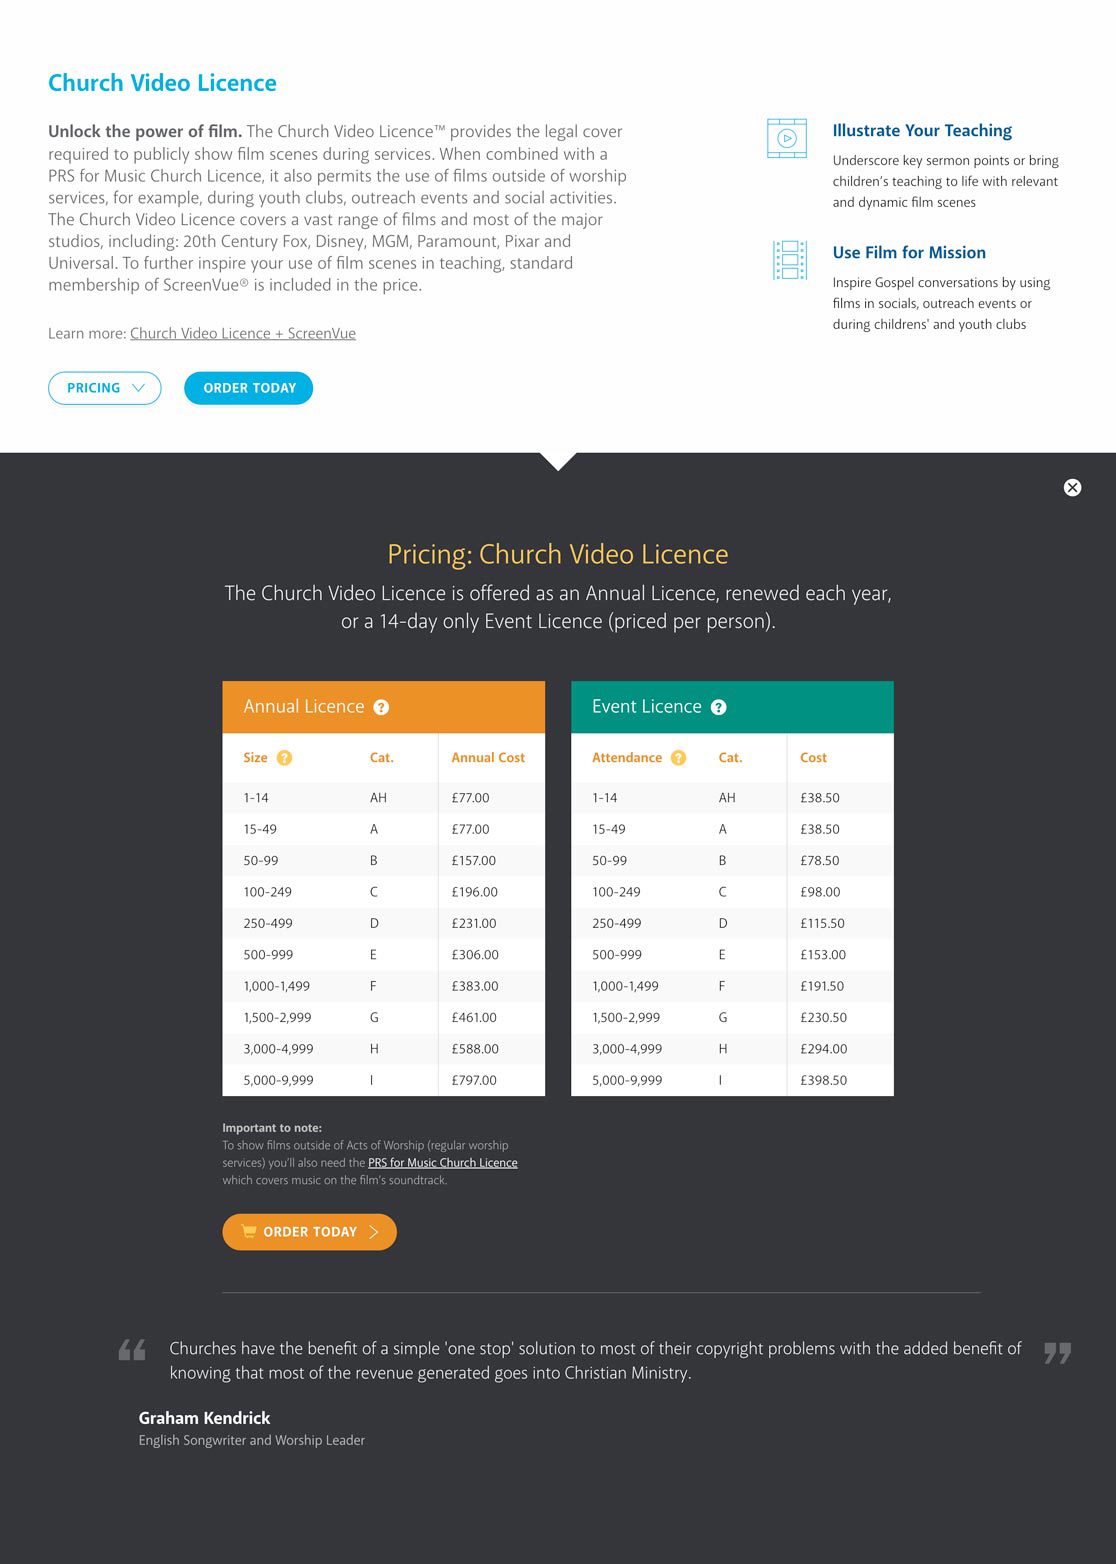 Church Video Licence
Unlock the power of film. The Church Video Licence™ provides the legal cover
required to publicly show film scenes during services. When combined with a
PRS for Music Church Licence, it also permits the use of films outside of worship
services, for example, during youth clubs, outreach events and social activities.
The Church Video Licence covers a vast range of films and most of the major
studios, including: 20th Century Fox, Disney, MGM, Paramount, Pixar and
Universal. To further inspire your use of film scenes in teaching, standard
membership of ScreenVue® is included in the price.
Learn more: Church Video Licence + ScreenVue
PRICING
ORDER TODAY
Illustrate Your Teaching
Underscore key sermon points or bring
children's teaching to life with relevant
and dynamic film scenes
Use Film for Mission
Inspire Gospel conversations by using
films in socials, outreach events or
during childrens' and youth clubs
Pricing: Church Video Licence
The Church Video Licence is offered as an Annual Licence, renewed each year,
or a 14-day only Event Licence (priced per person).
Annual Licence ?
Size ? Cat. Annual Cost
1-14 AH £77.00
15-49 A £77.00
50-99 B £157.00
100-249 C £196.00
250-499 D £231.00
500-999 E £306.00
1,000-1,499 F £383.00
1,500-2,999 G £461.00
3,000-4,999 H £588.00
5,000-9,999 I £797.00
Event Licence ?
Attendance ? Cat. Cost
1-14 AH £38.50
15-49 A £38.50
50-99 B £78.50
100-249 C £98.00
250-499 D £115.50
500-999 E £153.00
1,000-1,499 F £191.50
1,500-2,999 G £230.50
3,000-4,999 H £294.00
5,000-9,999 I £398.50
Important to note:
To show films outside of Acts of Worship (regular worship
services) you'll also need the PRS for Music Church Licence
which covers music on the film's soundtrack.
ORDER TODAY
“ Churches have the benefit of a simple 'one stop' solution to most of their copyright problems with the added benefit of ”
knowing that most of the revenue generated goes into Christian Ministry.
Graham Kendrick
English Songwriter and Worship Leader